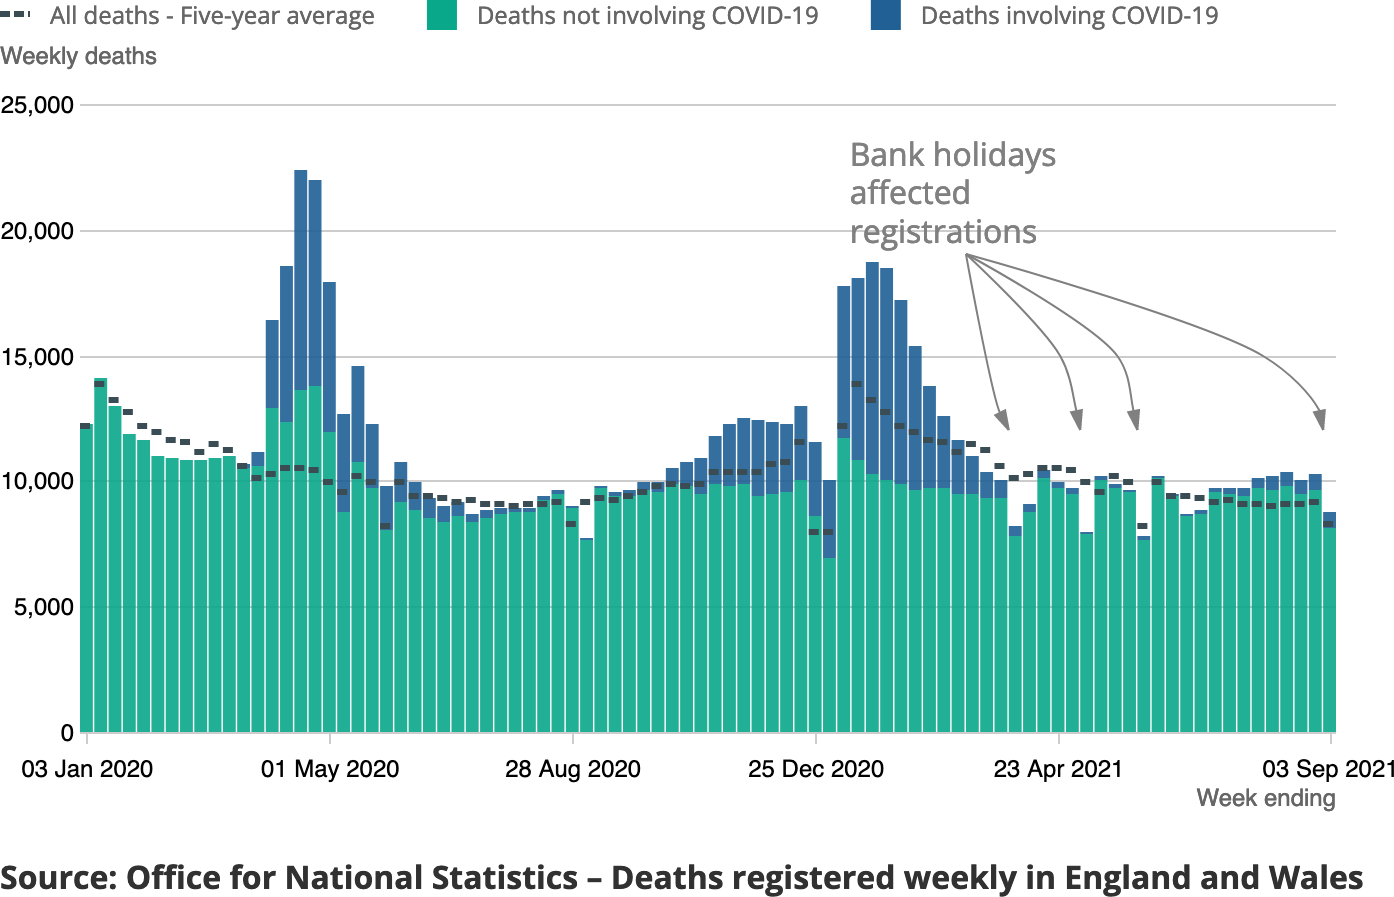 All deaths - Five-year average Deaths not involving COVID-19 Deaths involving COVID-19
Weekly deaths
25,000
Bank holidays
affected
registrations
20,000
15,000
10,000
5,000
0
03 Jan 2020 01 May 2020 28 Aug 2020 25 Dec 2020 23 Apr 2021 03 Sep 2021
Week ending
Source: Office for National Statistics – Deaths registered weekly in England and Wales